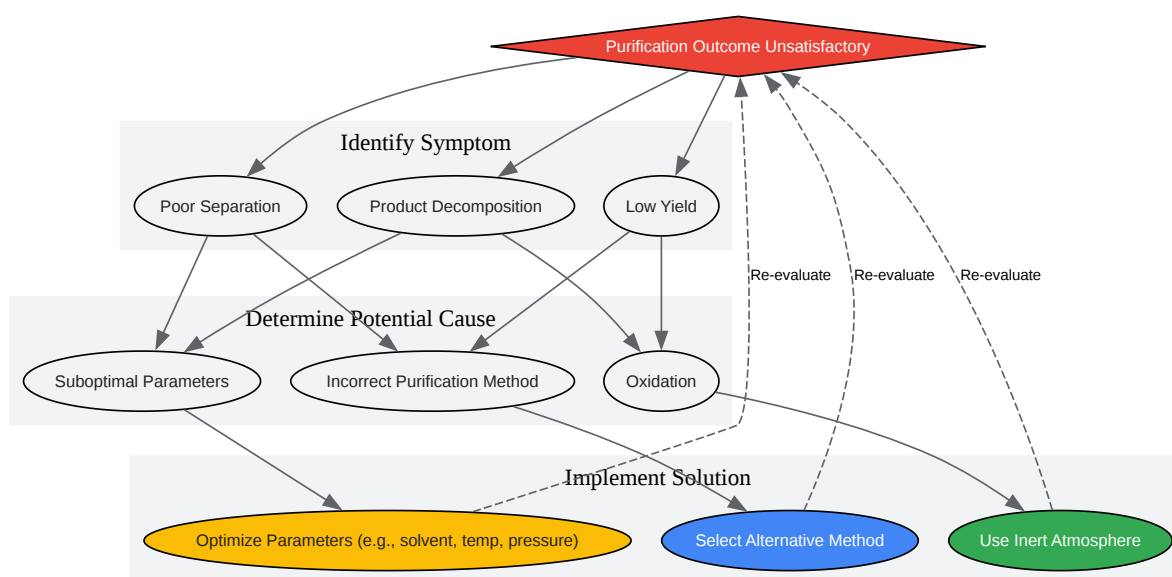 Purification Outcome Unsatisfactory
Identify Symptom
Poor Separation
Product Decomposition
Low Yield
Re-evaluate
Re-evaluate
Re-evaluate
Determine Potential Cause
Suboptimal Parameters
Incorrect Purification Method
Oxidation
Implement Solution
Optimize Parameters (e.g., solvent, temp, pressure)
Select Alternative Method
Use Inert Atmosphere